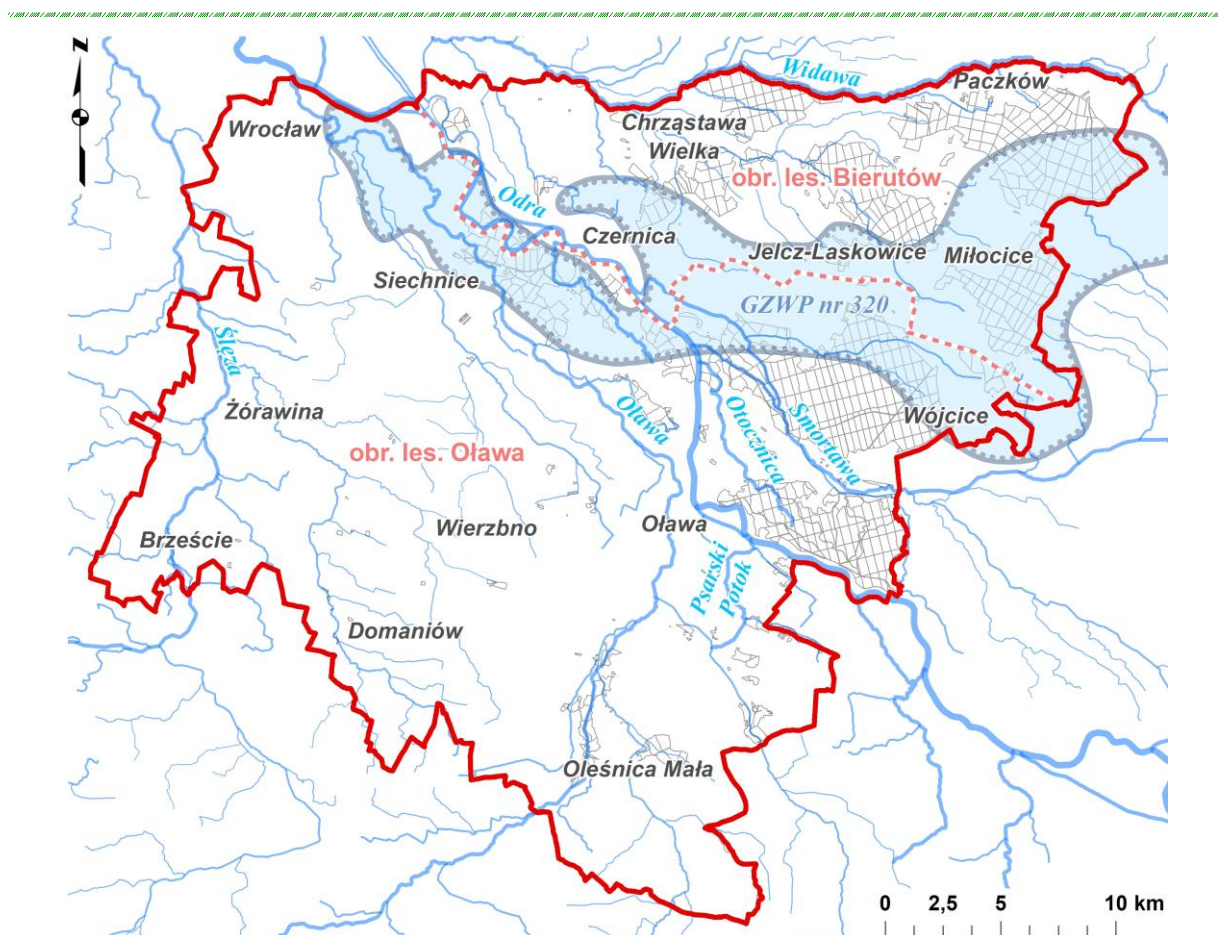 N
Widawa
Paczków
Wrocław
Chrząstawa
Wielka
obr. les. Bierutów
Odra
Czernica
Jelcz-Laskowice
Miłocice
Siechnice
GZWP nr 320
Ślęza
Żórawina
Oława
Otocznica
Smortawa
Wójcice
obr. les. Oława
Wierzbno
Oława
Brzeście
Psarski
Potok
Domaniów
Oleśnica Mała
0 2,5 5 10 km